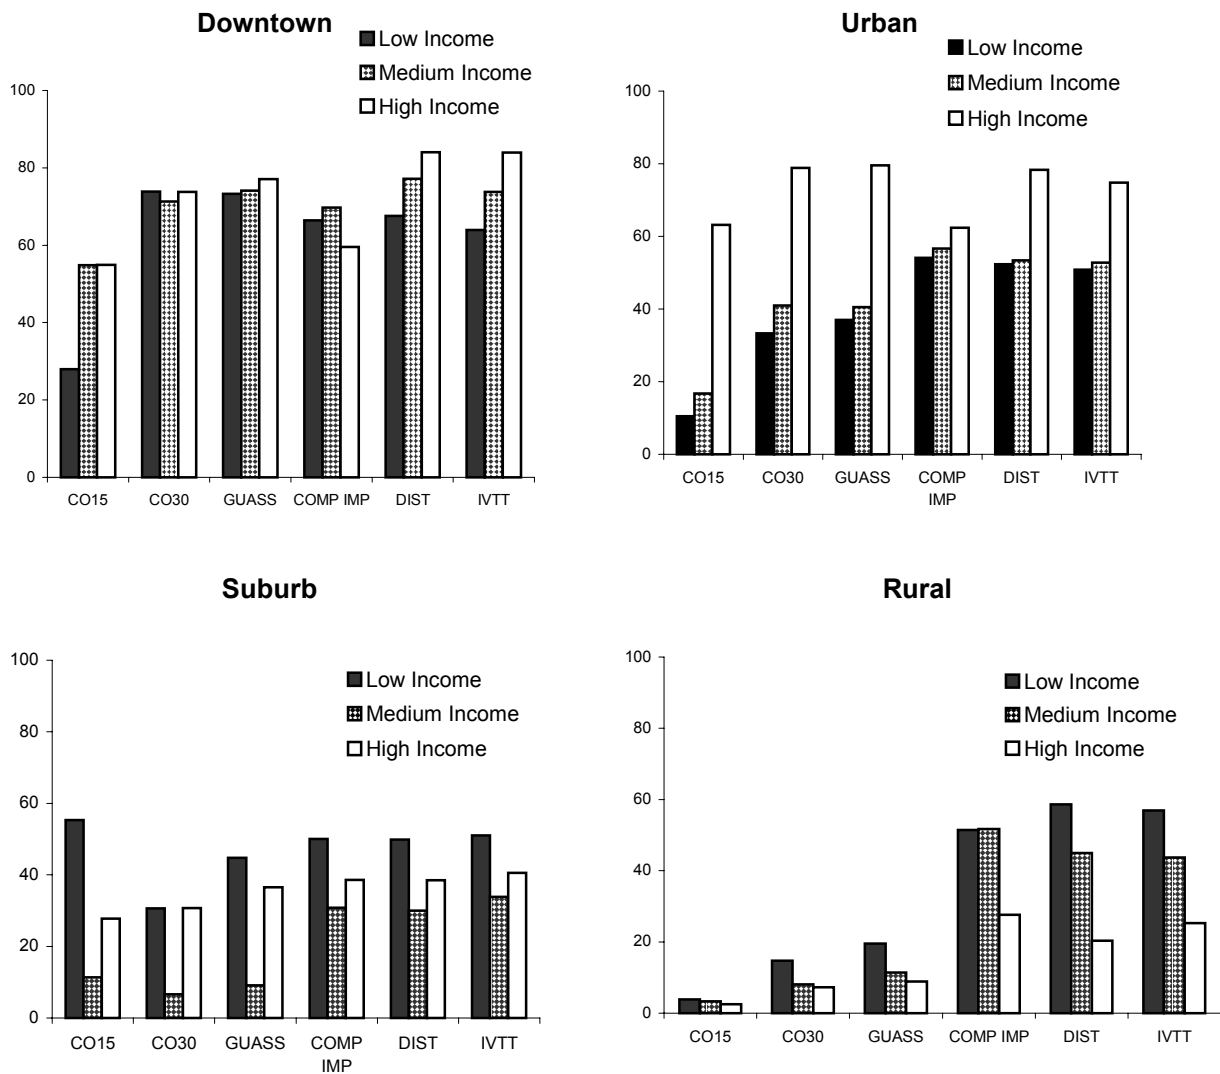 Downtown
Low Income
Medium Income
High Income
100
80
60
40
20
0
CO15 CO30 GUASS COMP IMP DIST IVTT
Urban
Low Income
Medium Income
High Income
100
80
60
40
20
0
CO15 CO30 GUASS COMP DIST IVTT
IMP
Suburb
Low Income
Medium Income
High Income
100
80
60
40
20
0
CO15 CO30 GUASS COMP DIST IVTT
IMP
Rural
Low Income
Medium Income
High Income
100
80
60
40
20
0
CO15 CO30 GUASS COMP IMP DIST IVTT